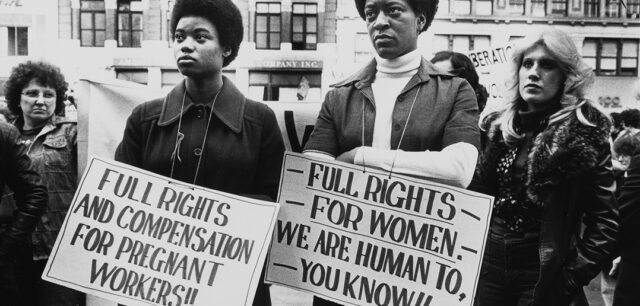 COMPANY INC
LIBERATION
FULL RIGHTS
AND COMPENSATION
FOR PREGNANT
WORKERS!!
– FULL RIGHTS –
– FOR WOMEN. –
WE ARE HUMAN TO,
– YOU KNOW!!